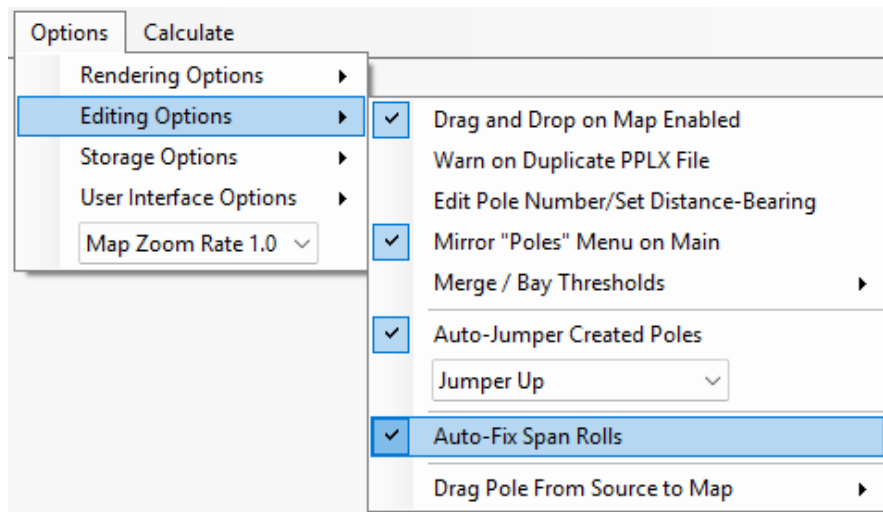 Options Calculate
Rendering Options
Editing Options
Storage Options
User Interface Options
Map Zoom Rate 1.0
Drag and Drop on Map Enabled
Warn on Duplicate PPLX File
Edit Pole Number/Set Distance-Bearing
Mirror "Poles" Menu on Main
Merge / Bay Thresholds
Auto-Jumper Created Poles
Jumper Up
Auto-Fix Span Rolls
Drag Pole From Source to Map